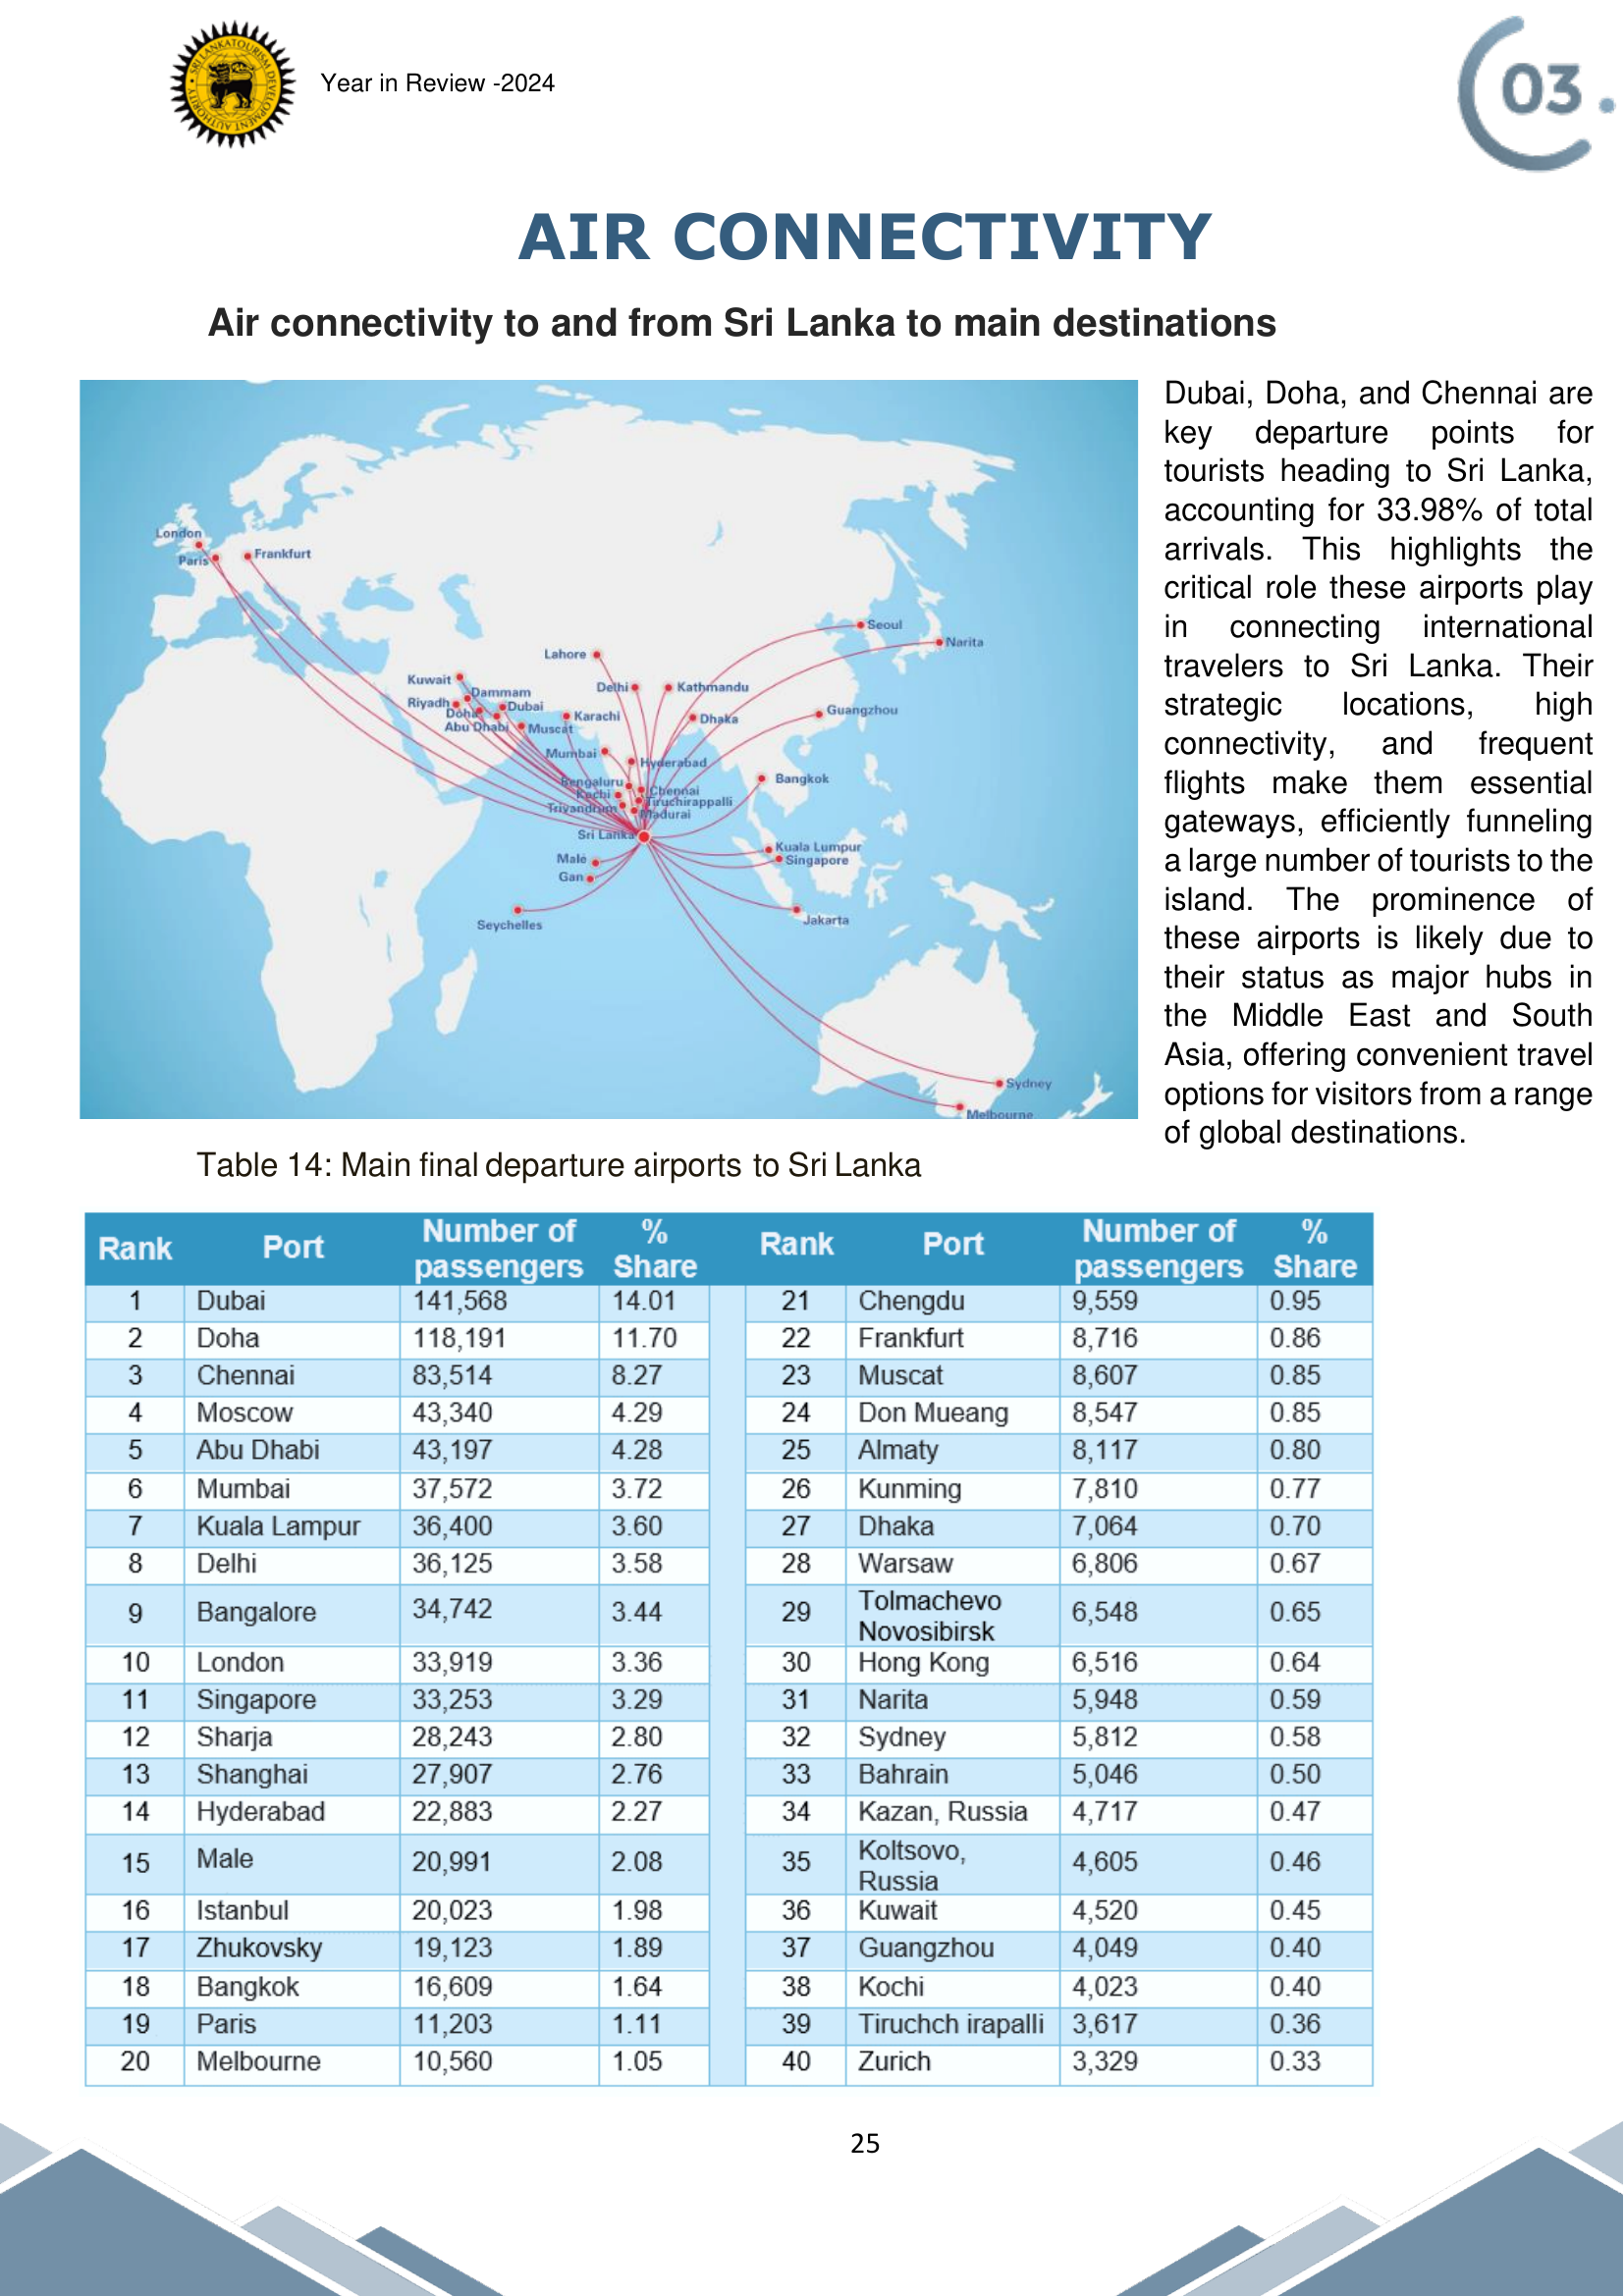 SRI LANKA TOURISM DEVELOPMENT AUTHORITY
Year in Review -2024
03
AIR CONNECTIVITY
Air connectivity to and from Sri Lanka to main destinations
London
Paris
Frankfurt
Seoul
Narita
Lahore
Kuwait
Delhi
Kathmandu
Dammam
Riyadh
Dubai
Doha
Karachi
Dhaka
Guangzhou
Abu Dhabi
Muscat
Mumbai
Hyderabad
Bengaluru
Bangkok
Chennai
Kochi
Tiruchirappalli
Trivandrum
Madurai
Sri Lanka
Kuala Lumpur
Malé
Singapore
Gan
Jakarta
Seychelles
Sydney
Melbourne
Dubai, Doha, and Chennai are
key departure points for
tourists heading to Sri Lanka,
accounting for 33.98% of total
arrivals. This highlights the
critical role these airports play
in connecting international
travelers to Sri Lanka. Their
strategic locations, high
connectivity, and frequent
flights make them essential
gateways, efficiently funneling
a large number of tourists to the
island. The prominence of
these airports is likely due to
their status as major hubs in
the Middle East and South
Asia, offering convenient travel
options for visitors from a range
of global destinations.
Table 14: Main final departure airports to Sri Lanka
Rank Port Number of passengers % Share Rank Port Number of passengers % Share
1 Dubai 141,568 14.01 21 Chengdu 9,559 0.95
2 Doha 118,191 11.70 22 Frankfurt 8,716 0.86
3 Chennai 83,514 8.27 23 Muscat 8,607 0.85
4 Moscow 43,340 4.29 24 Don Mueang 8,547 0.85
5 Abu Dhabi 43,197 4.28 25 Almaty 8,117 0.80
6 Mumbai 37,572 3.72 26 Kunming 7,810 0.77
7 Kuala Lampur 36,400 3.60 27 Dhaka 7,064 0.70
8 Delhi 36,125 3.58 28 Warsaw 6,806 0.67
9 Bangalore 34,742 3.44 29 Tolmachevo Novosibirsk 6,548 0.65
10 London 33,919 3.36 30 Hong Kong 6,516 0.64
11 Singapore 33,253 3.29 31 Narita 5,948 0.59
12 Sharja 28,243 2.80 32 Sydney 5,812 0.58
13 Shanghai 27,907 2.76 33 Bahrain 5,046 0.50
14 Hyderabad 22,883 2.27 34 Kazan, Russia 4,717 0.47
15 Male 20,991 2.08 35 Koltsovo, Russia 4,605 0.46
16 Istanbul 20,023 1.98 36 Kuwait 4,520 0.45
17 Zhukovsky 19,123 1.89 37 Guangzhou 4,049 0.40
18 Bangkok 16,609 1.64 38 Kochi 4,023 0.40
19 Paris 11,203 1.11 39 Tiruchch irapalli 3,617 0.36
20 Melbourne 10,560 1.05 40 Zurich 3,329 0.33
25